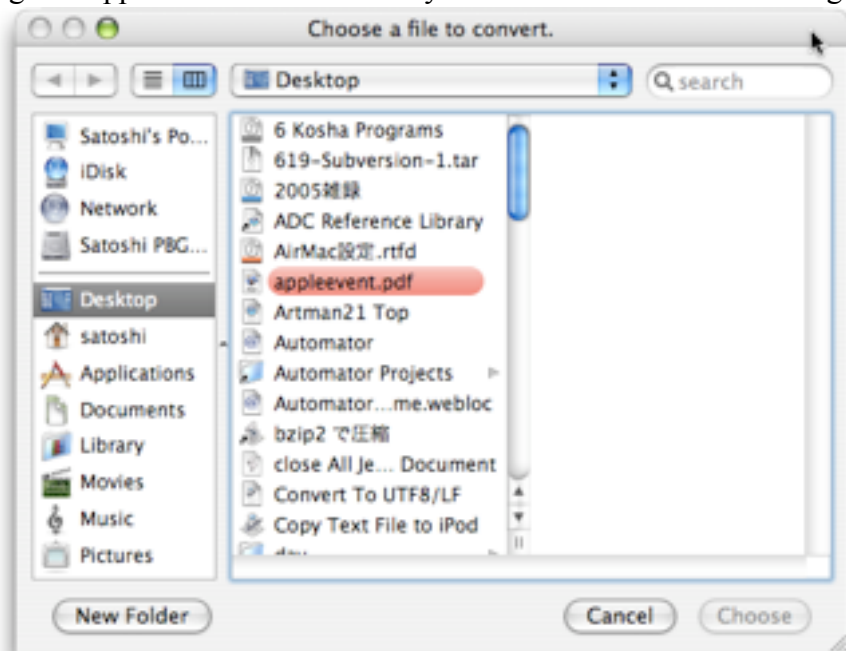 Choose a file to convert.
Desktop
search
Satoshi's Po...
iDisk
Network
Satoshi PBG...
Desktop
satoshi
Applications
Documents
Library
Movies
Music
Pictures
6 Kosha Programs
619-Subversion-1.tar
2005雑録
ADC Reference Library
AirMac設定.rtfd
appleevent.pdf
Artman21 Top
Automator
Automator Projects
Automator...me.webloc
bzip2 で圧縮
close All Je... Document
Convert To UTF8/LF
Copy Text File to iPod
New Folder
Cancel
Choose